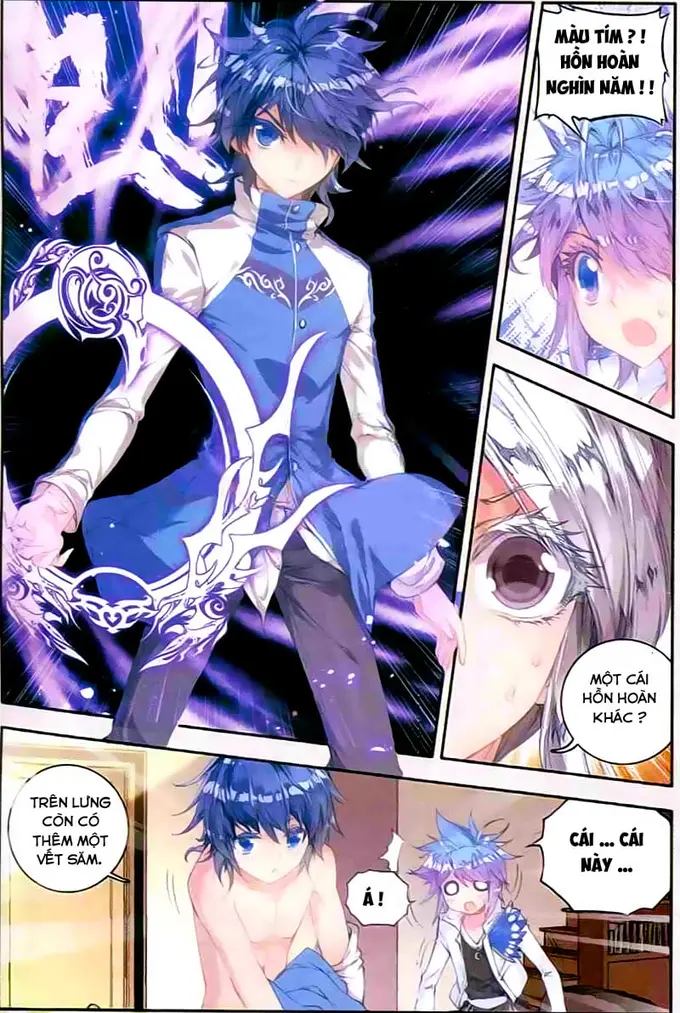 MÀU TÍM ? !
HỒN HOÀN
NGHÌN NĂM ! !
MỘT CÁI
HỒN HOÀN
KHÁC ?
TRÊN LƯNG
CÒN CÓ
THÊM MỘT
VẾT SĂM.
Á !
CÁI ... CÁI
NÀY ...